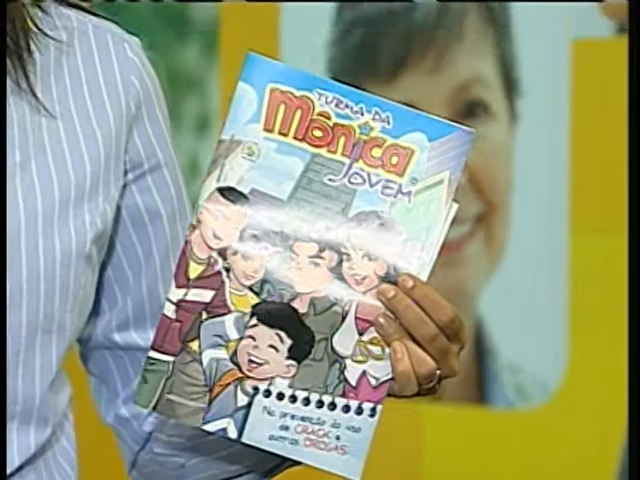 TURMA DA
Mônica
JOVEM
Na prevenção do uso
de CRACK e
outras DROGAS